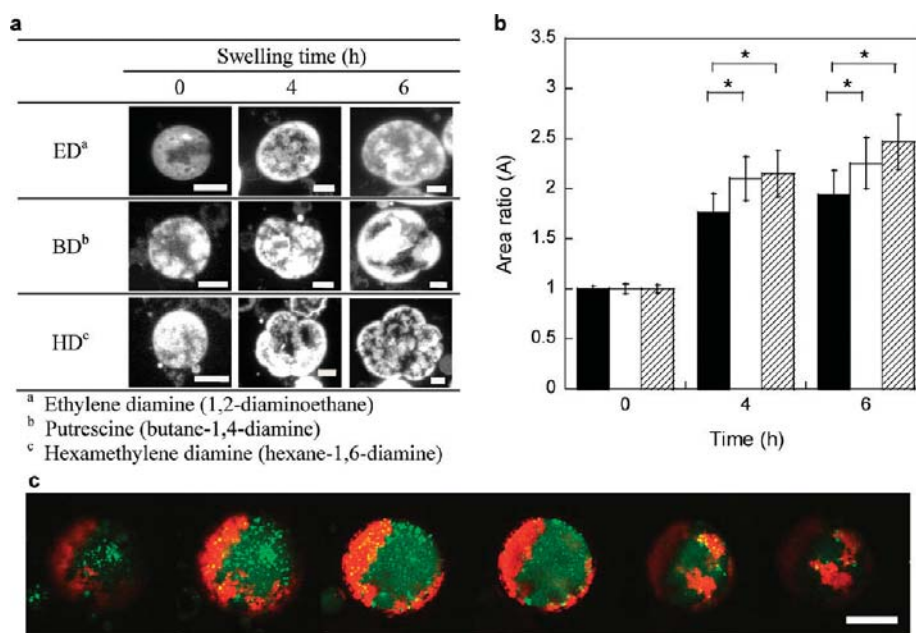 a
Swelling time (h)
0 4 6
EDᵃ
BDᵇ
HDᶜ
ᵃ Ethylene diamine (1,2-diaminoethane)
ᵇ Putrescine (butane-1,4-diamine)
ᶜ Hexamethylene diamine (hexane-1,6-diamine)
b
Area ratio (A)
3.5
3
2.5
2
1.5
1
0.5
0
* *
* *
0 4 6
Time (h)
c